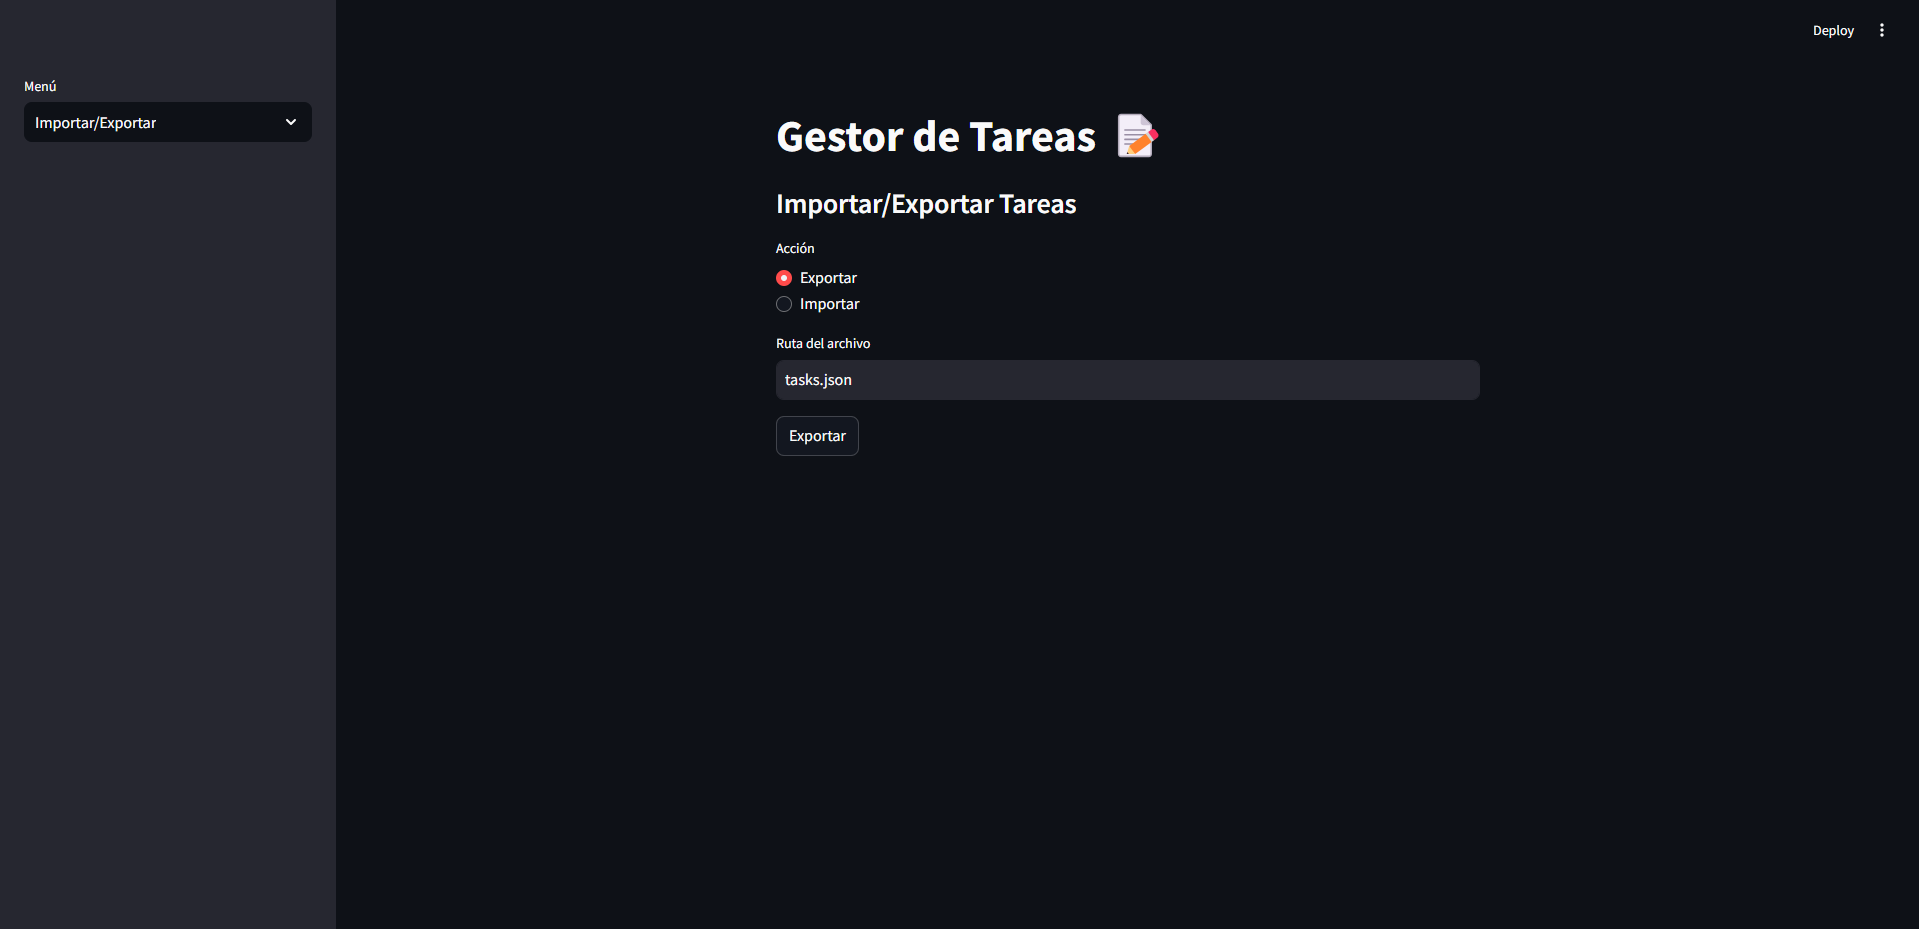 Deploy
Menú
Importar/Exportar
Gestor de Tareas
Importar/Exportar Tareas
Acción
Exportar
Importar
Ruta del archivo
tasks.json
Exportar